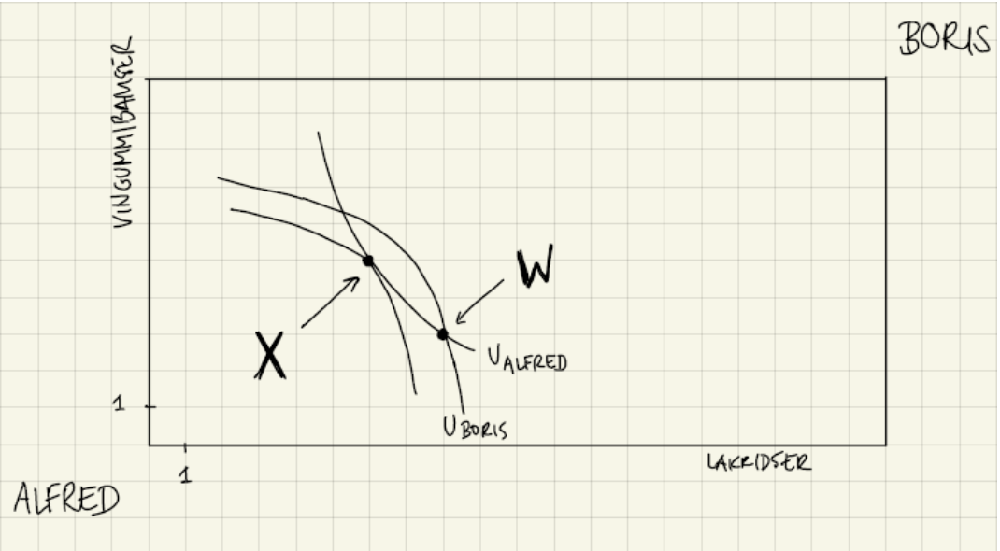 BORIS
VINGUMMIBAMSER
W
X
U ALFRED
1
U BORIS
LAKRIDSER
1
ALFRED